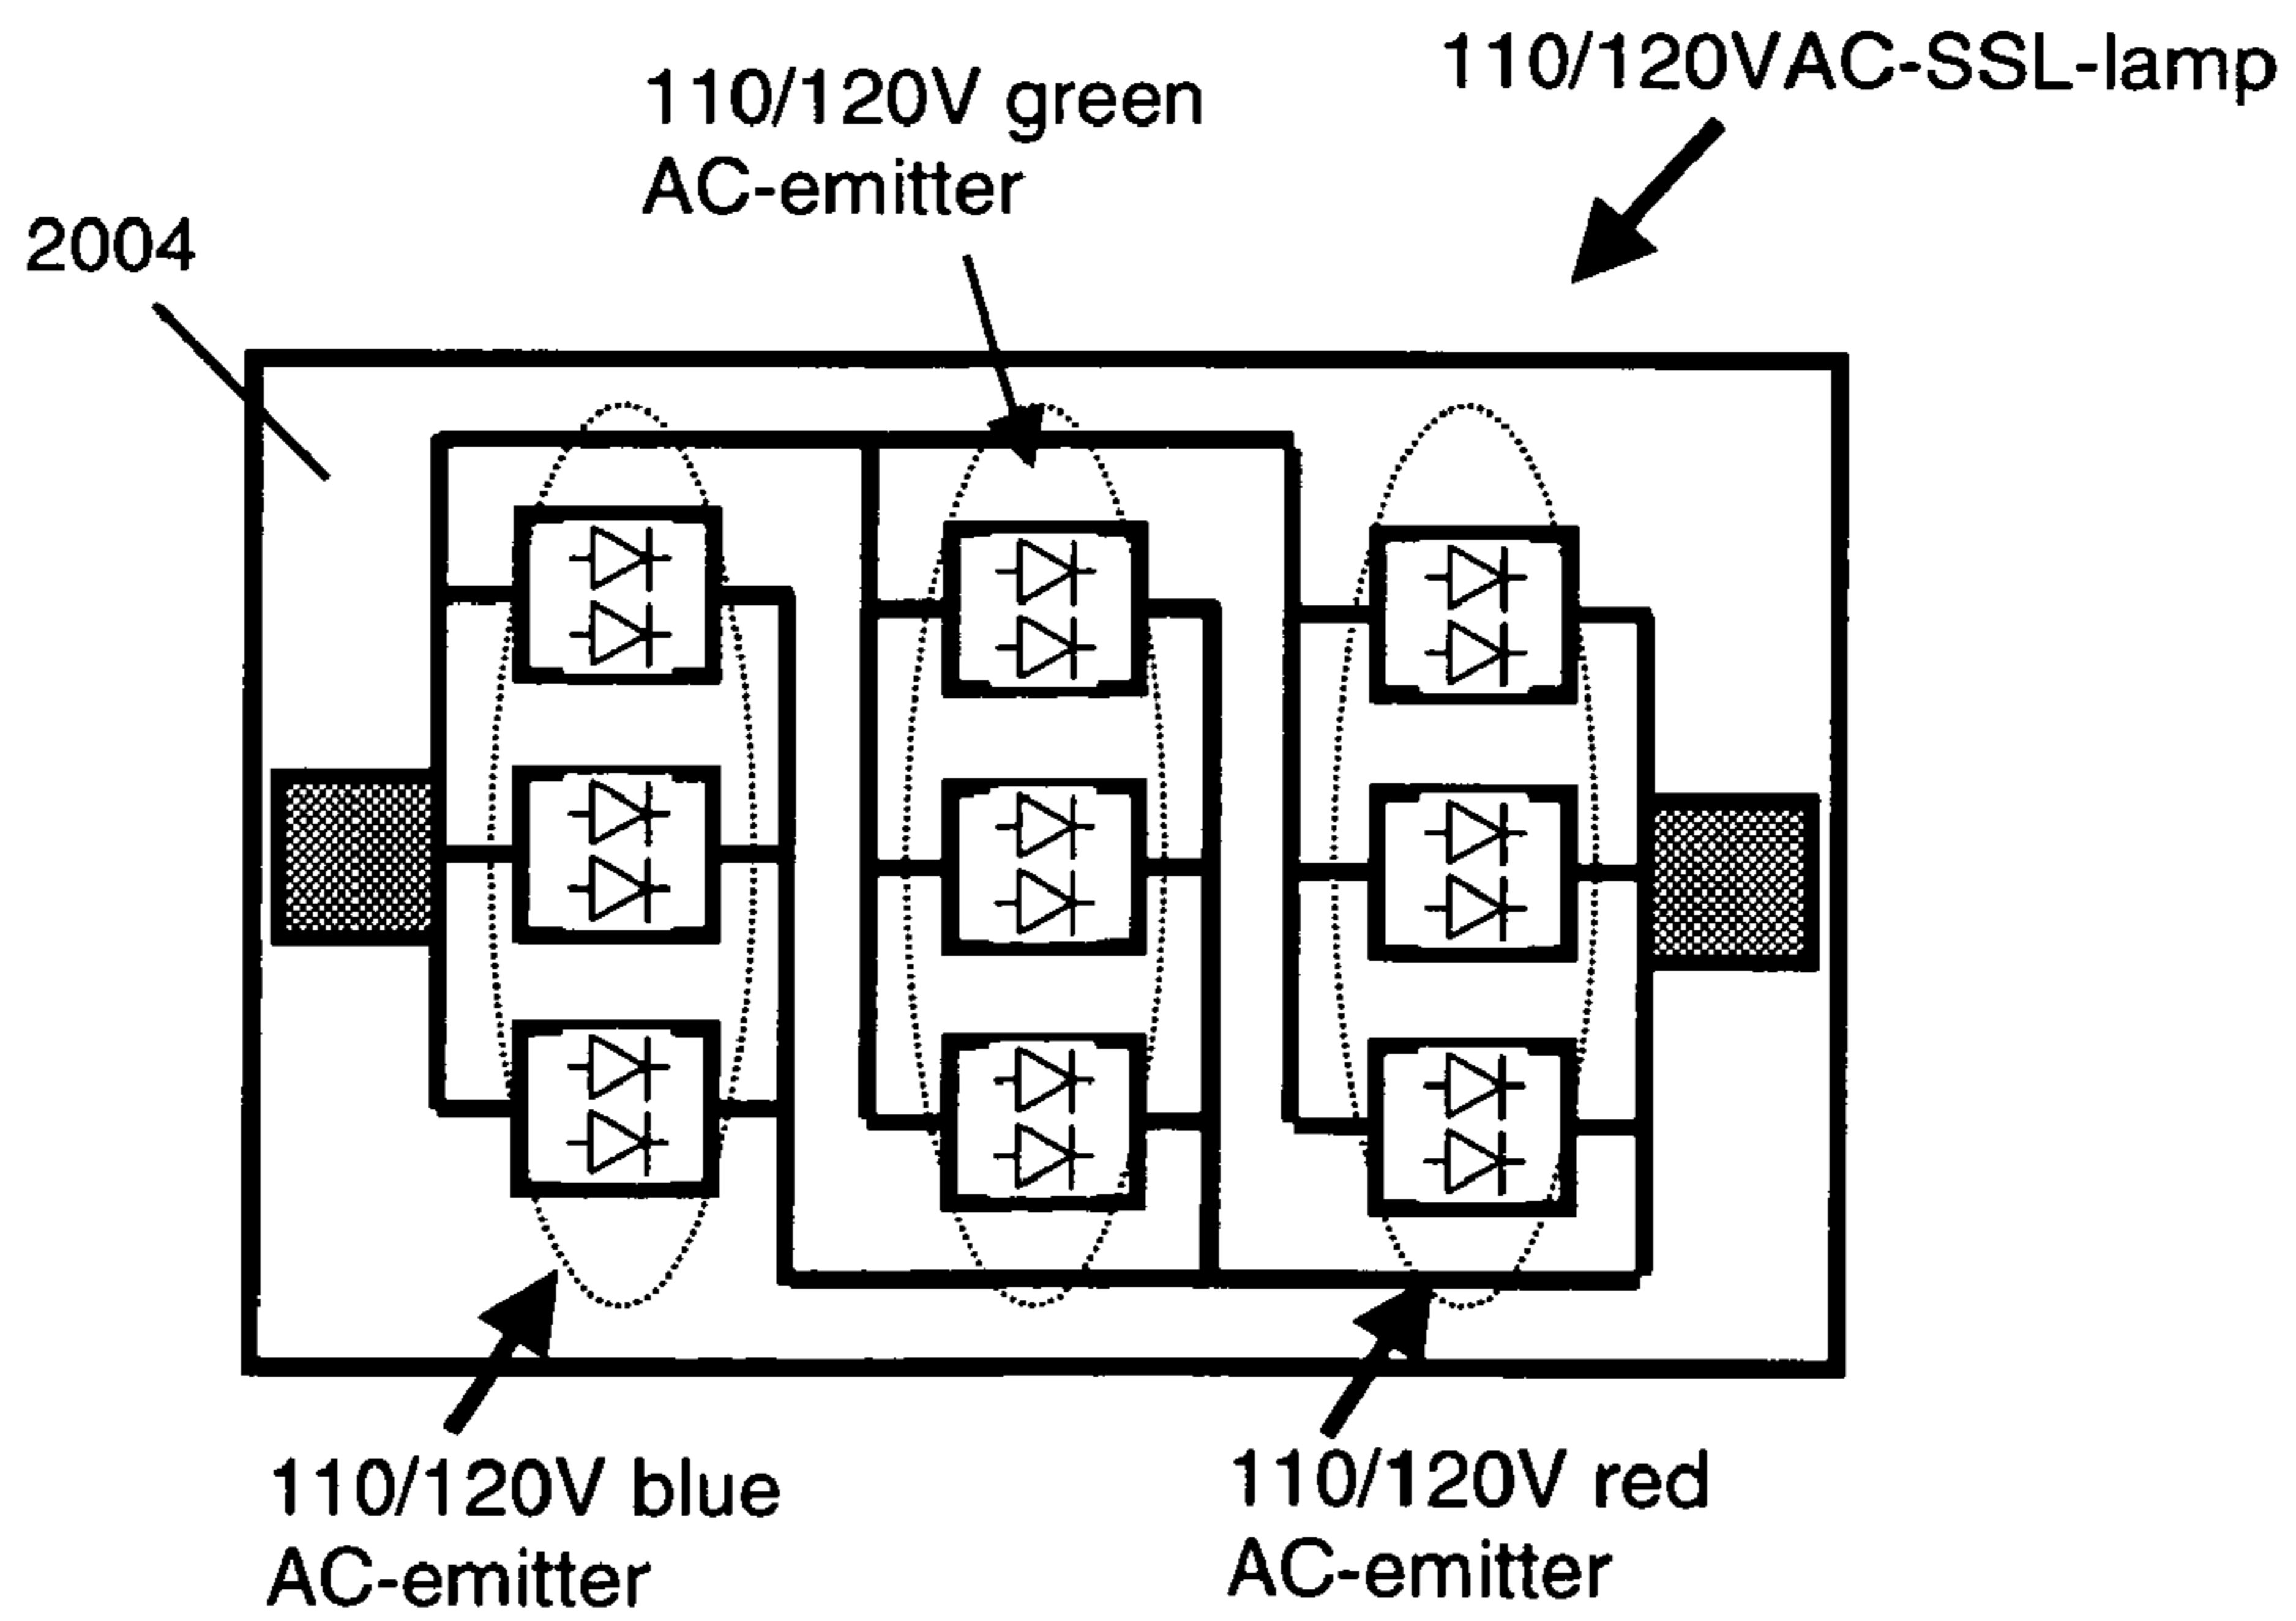 110/120VAC-SSL-lamp
110/120V green
AC-emitter
2004
110/120V blue
AC-emitter
110/120V red
AC-emitter